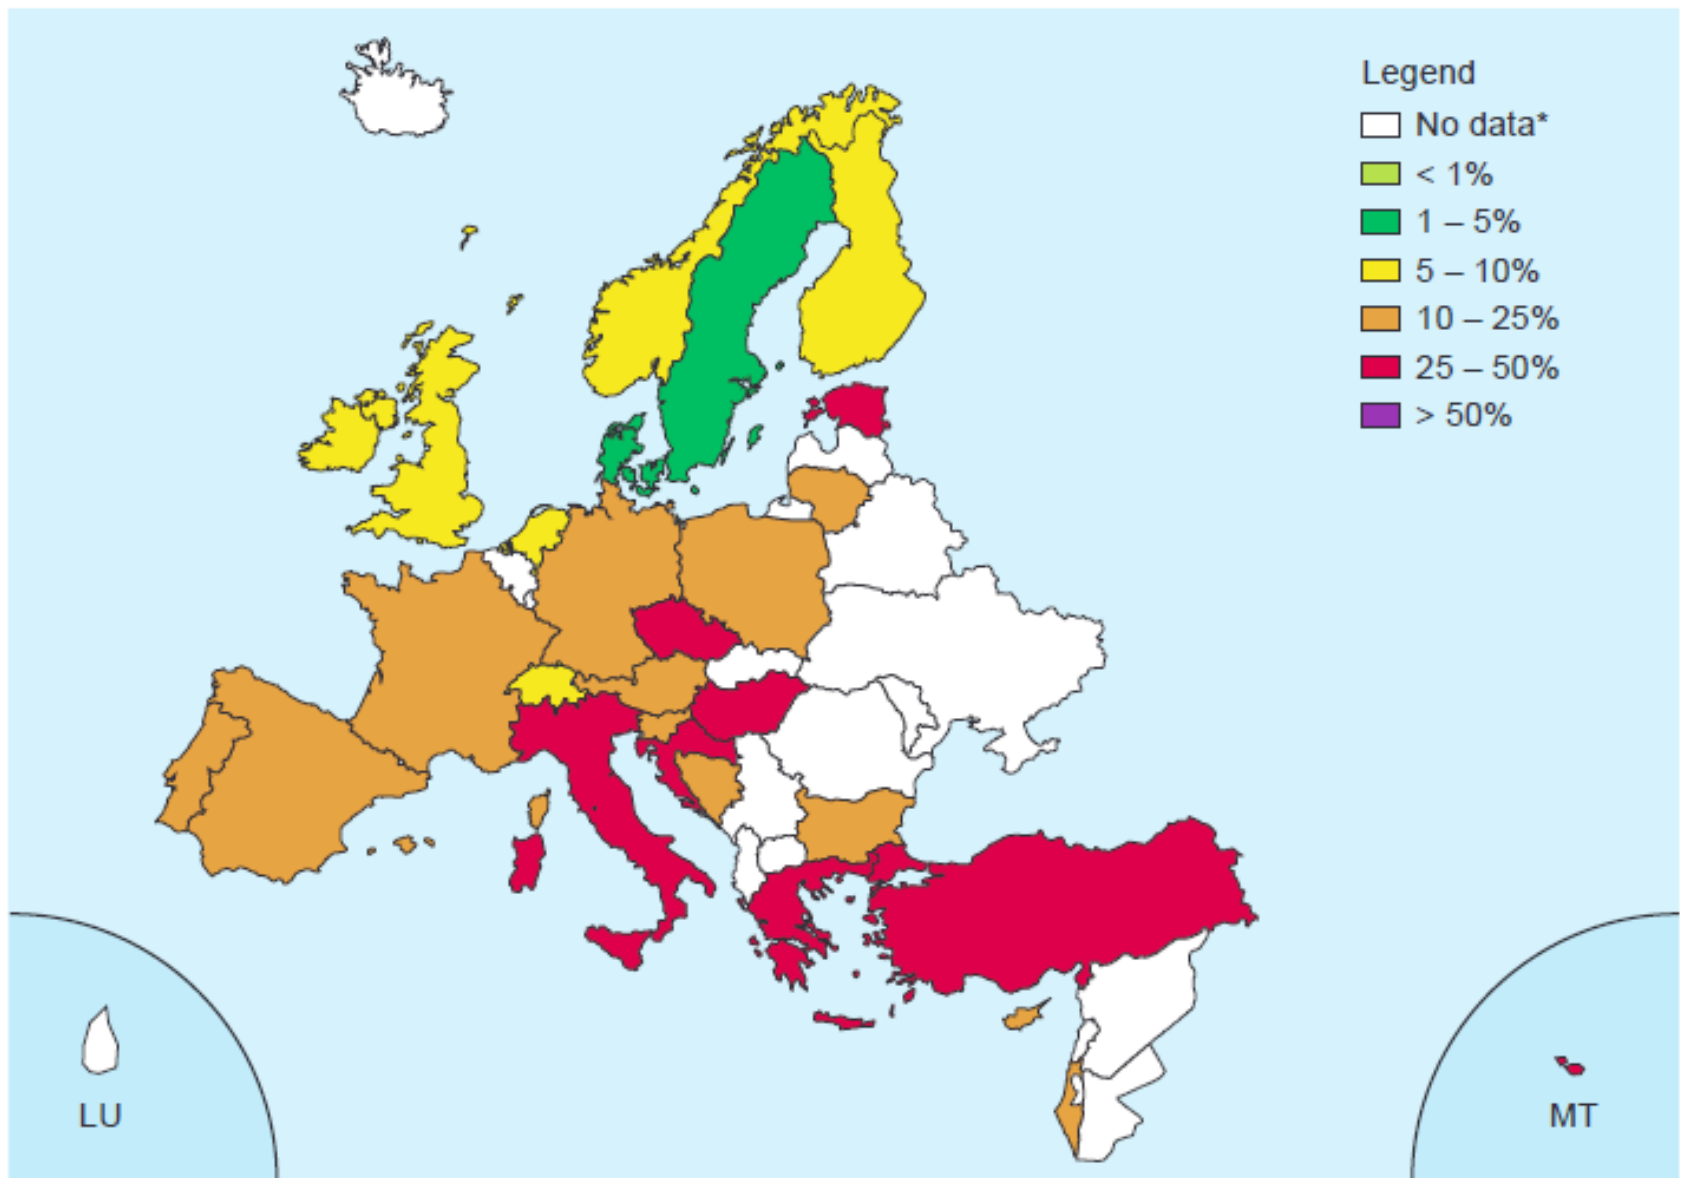 Legend
No data*
< 1%
1 – 5%
5 – 10%
10 – 25%
25 – 50%
> 50%
LU
MT